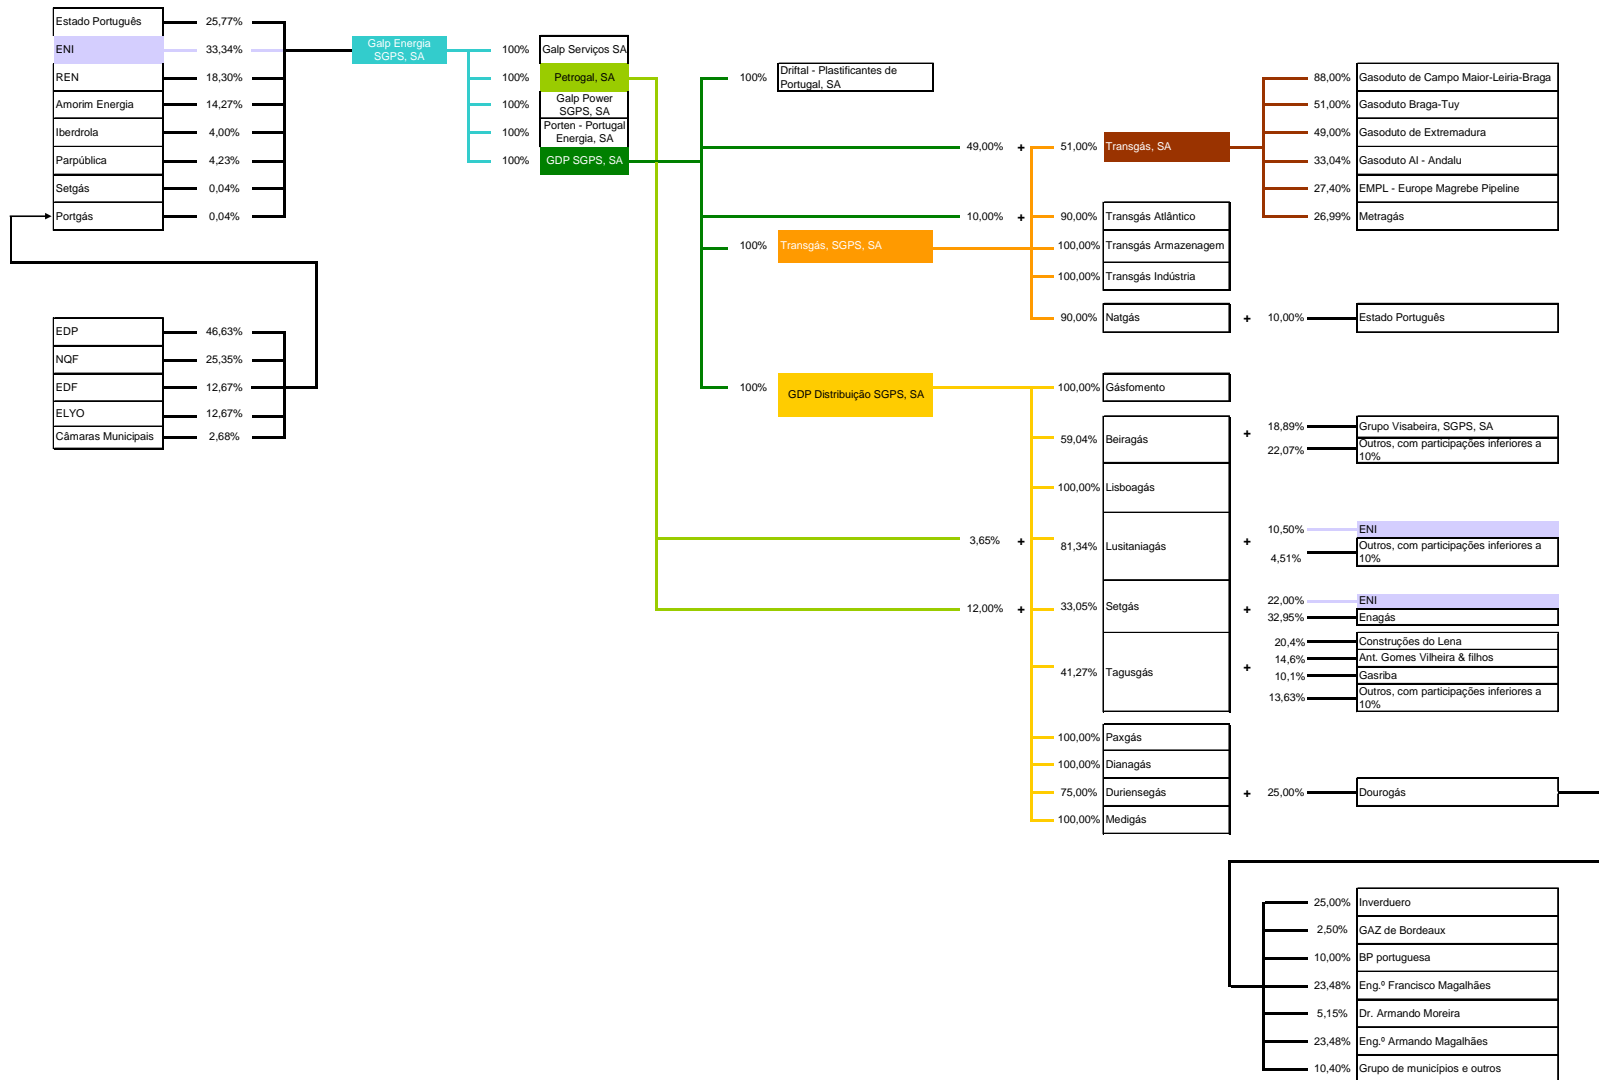 Estado Português 25,77%
ENI 33,34%
REN 18,30%
Amorim Energia 14,27%
Iberdrola 4,00%
Parpública 4,23%
Setgás 0,04%
Portgás 0,04%
Galp Energia
SGPS, SA
100% Galp Serviços SA
100% Petrogal, SA
100% Galp Power
SGPS, SA
100% Porten - Portugal
Energia, SA
100% GDP SGPS, SA
EDP 46,63%
NQF 25,35%
EDF 12,67%
ELYO 12,67%
Câmaras Municipais 2,68%
100% Driftal - Plastificantes de
Portugal, SA
49,00% + 51,00% Transgás, SA
88,00% Gasoduto de Campo Maior-Leiria-Braga
51,00% Gasoduto Braga-Tuy
49,00% Gasoduto de Extremadura
33,04% Gasoduto Al - Andalu
27,40% EMPL - Europe Magrebe Pipeline
26,99% Metragás
10,00% + 90,00% Transgás Atlântico
100% Transgás, SGPS, SA
100,00% Transgás Armazenagem
100,00% Transgás Indústria
90,00% Natgás + 10,00% Estado Português
100% GDP Distribuição SGPS, SA
100,00% Gásfomento
59,04% Beiragás +
18,89% Grupo Visabeira, SGPS, SA
22,07% Outros, com participações inferiores a
10%
100,00% Lisboagás
3,65% + 81,34% Lusitaniagás +
10,50% ENI
4,51% Outros, com participações inferiores a
10%
12,00% + 33,05% Setgás +
22,00% ENI
32,95% Enagás
41,27% Tagusgás +
20,4% Construções do Lena
14,6% Ant. Gomes Vilheira & filhos
10,1% Gasriba
13,63% Outros, com participações inferiores a
10%
100,00% Paxgás
100,00% Dianagás
75,00% Duriensegás + 25,00% Dourogás
100,00% Medigás
25,00% Inverduero
2,50% GAZ de Bordeaux
10,00% BP portuguesa
23,48% Eng.º Francisco Magalhães
5,15% Dr. Armando Moreira
23,48% Eng.º Armando Magalhães
10,40% Grupo de municípios e outros